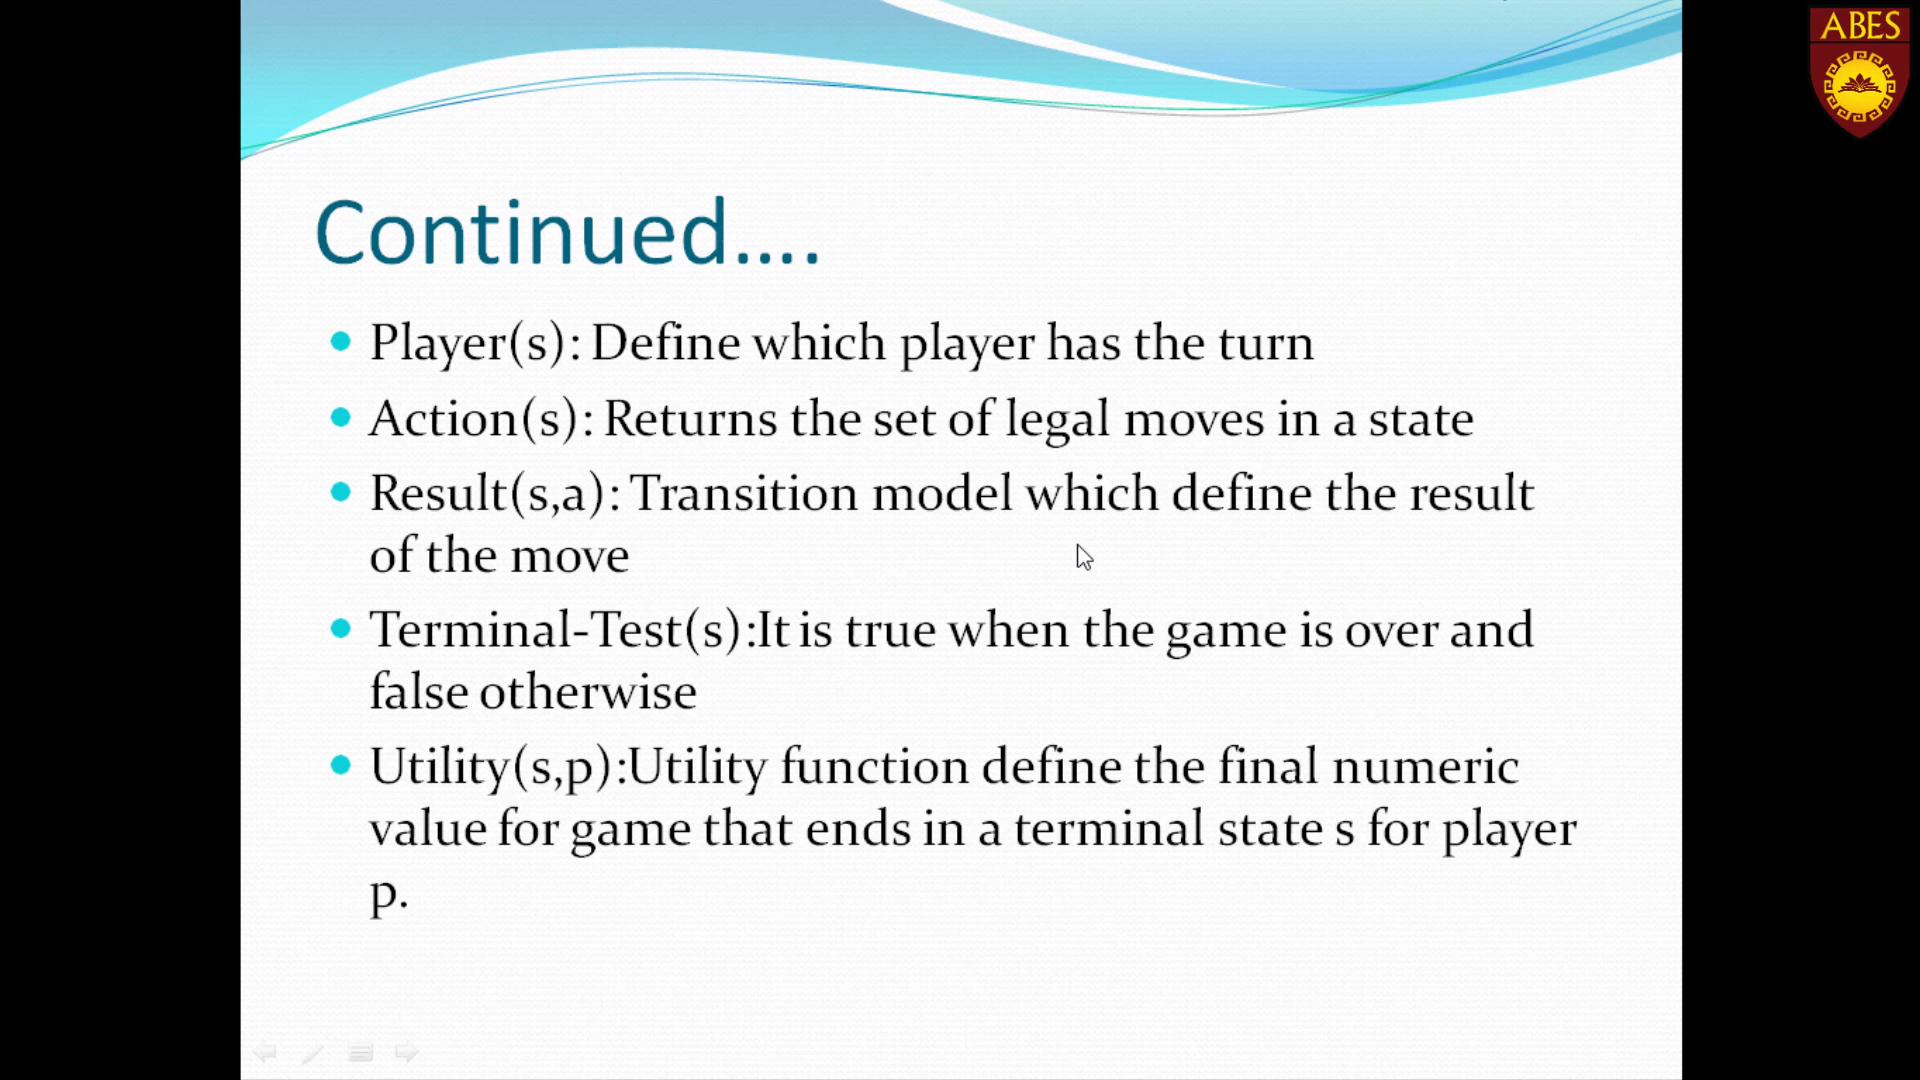 ABES
Continued....
Player(s): Define which player has the turn
Action(s): Returns the set of legal moves in a state
Result(s,a): Transition model which define the result
of the move
Terminal-Test(s):It is true when the game is over and
false otherwise
Utility(s,p):Utility function define the final numeric
value for game that ends in a terminal state s for player
p.